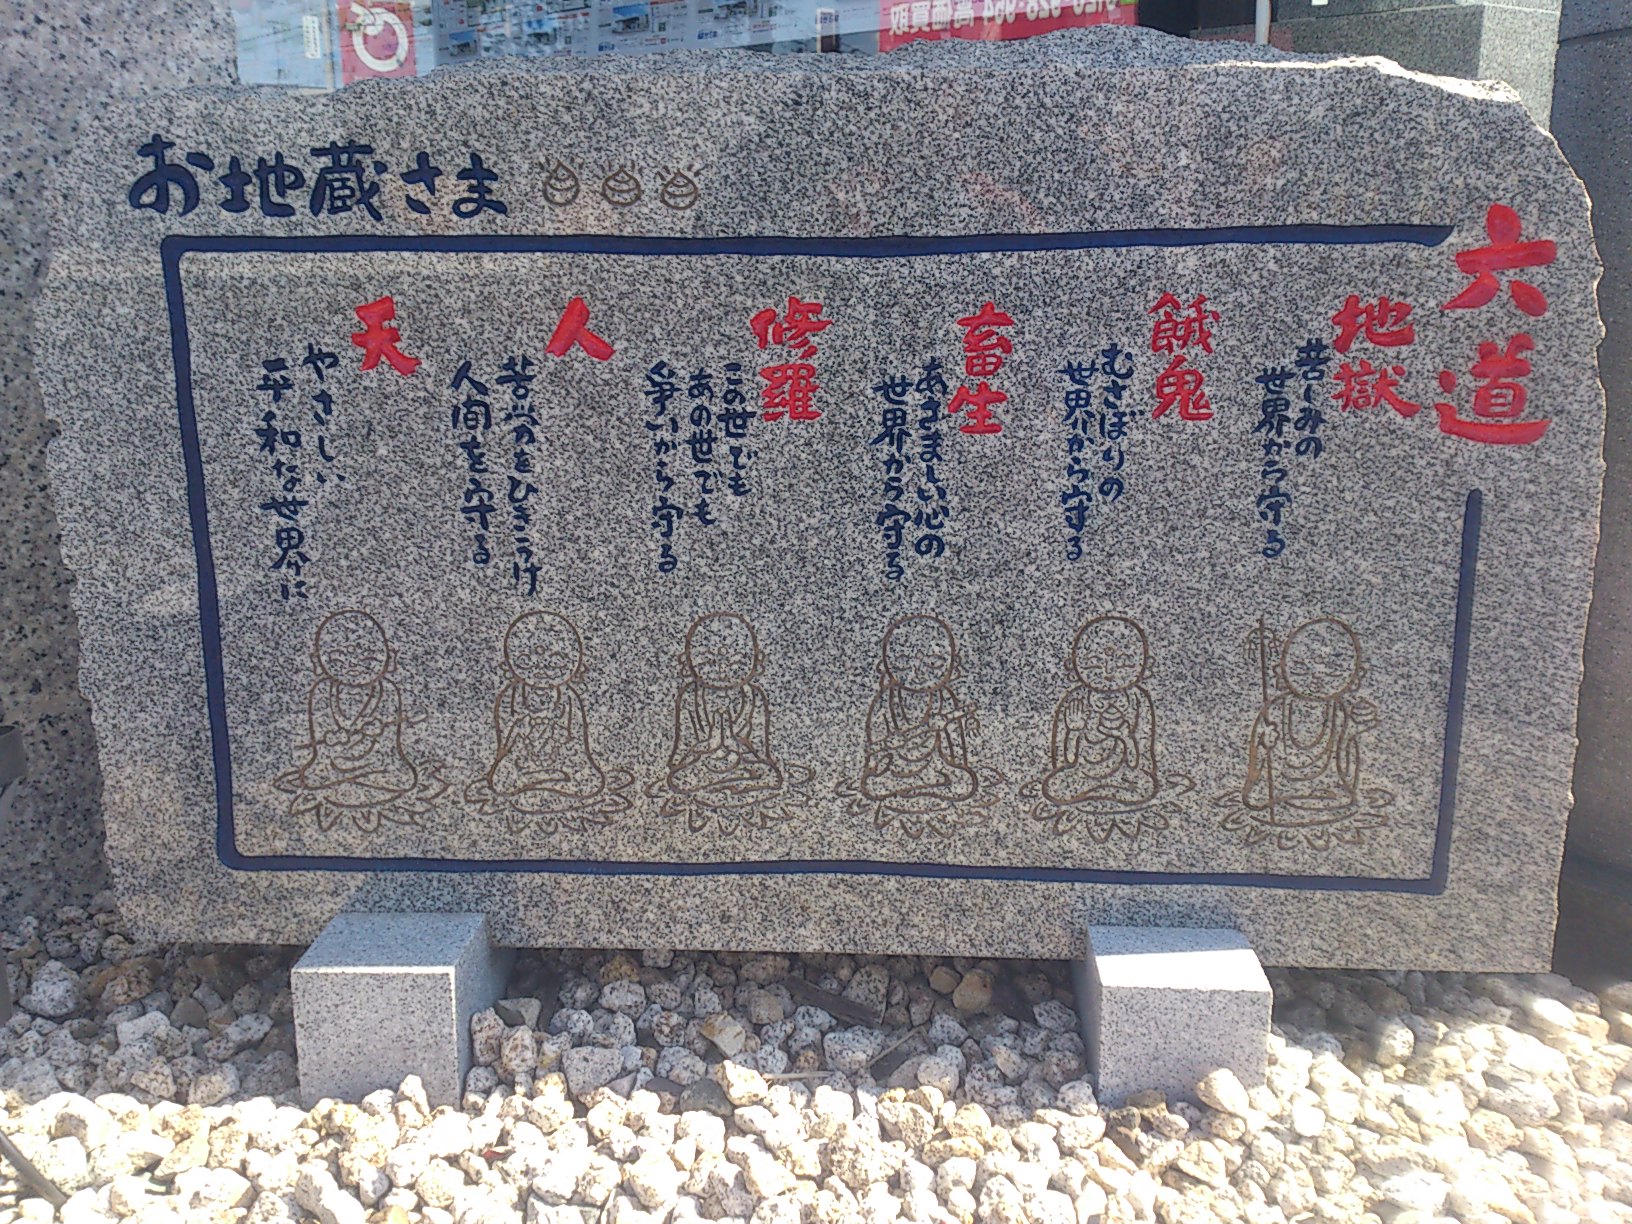 お地蔵さま
六道
地獄
苦しみの
世界から守る
餓鬼
むさぼりの
世界から守る
畜生
あさましい心の
世界から守る
修羅
この世でも
あの世でも
争いから守る
人
苦労をひきうけ
人間を守る
天
やさしい
平和な世界に
高価買取